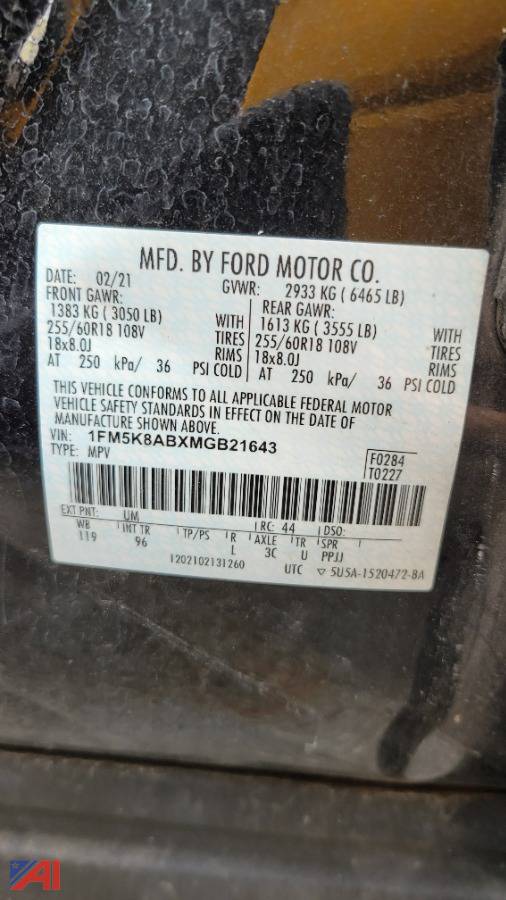 MFD. BY FORD MOTOR CO.
DATE: 02/21 GVWR: 2933 KG ( 6465 LB)
FRONT GAWR: REAR GAWR:
1383 KG ( 3050 LB) WITH 1613 KG ( 3555 LB) WITH
255/60R18 108V TIRES 255/60R18 108V TIRES
18x8.0J RIMS 18x8.0J RIMS
AT 250 kPa/ 36 PSI COLD AT 250 kPa/ 36 PSI COLD
THIS VEHICLE CONFORMS TO ALL APPLICABLE FEDERAL MOTOR
VEHICLE SAFETY STANDARDS IN EFFECT ON THE DATE OF
MANUFACTURE SHOWN ABOVE.
VIN: 1FM5K8ABXMGB21643
TYPE: MPV
F0284
T0227
EXT PNT: UM RC: 44 DSO:
WB INT TR TP/PS R AXLE TR SPR
119 96 L 3C U PPJJ
1202102131260 UTC ▽ 5U5A-1520472-BA
AI